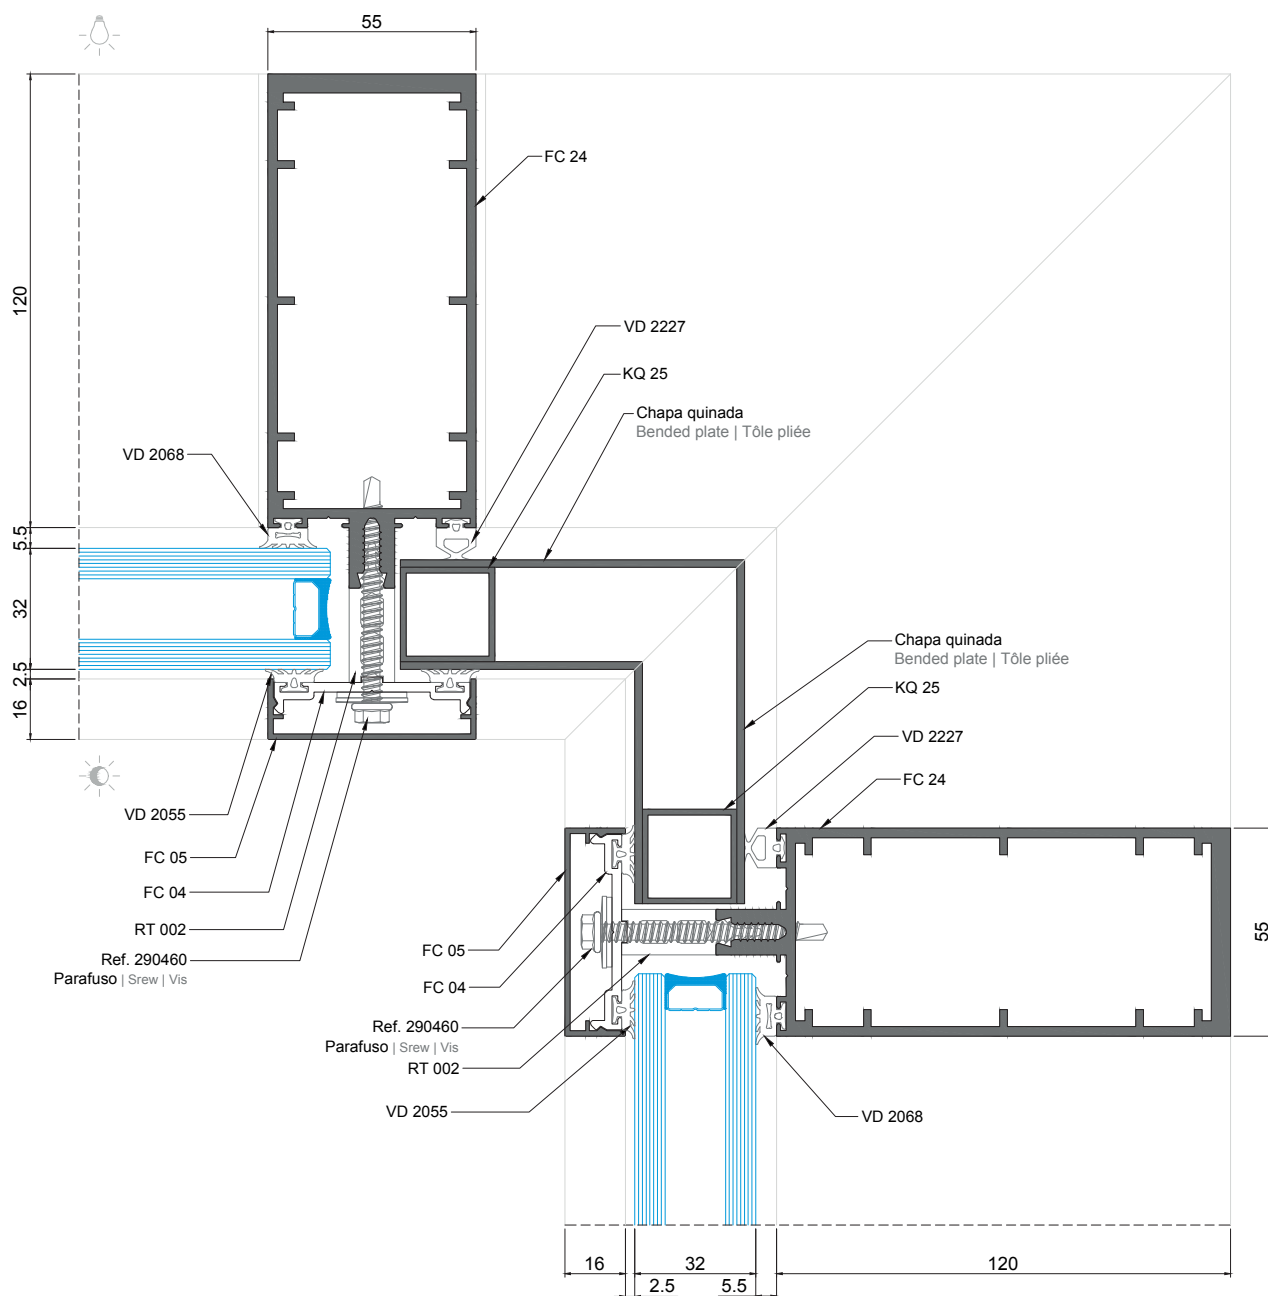 55
FC 24
120
VD 2227
KQ 25
Chapa quinada
Bended plate | Tôle pliée
VD 2068
5.5
32
2.5
16
Chapa quinada
Bended plate | Tôle pliée
KQ 25
VD 2227
FC 24
VD 2055
FC 05
FC 04
RT 002
Ref. 290460
Parafuso | Srew | Vis
FC 05
FC 04
Ref. 290460
Parafuso | Srew | Vis
RT 002
VD 2055
VD 2068
55
16
32
120
2.5
5.5